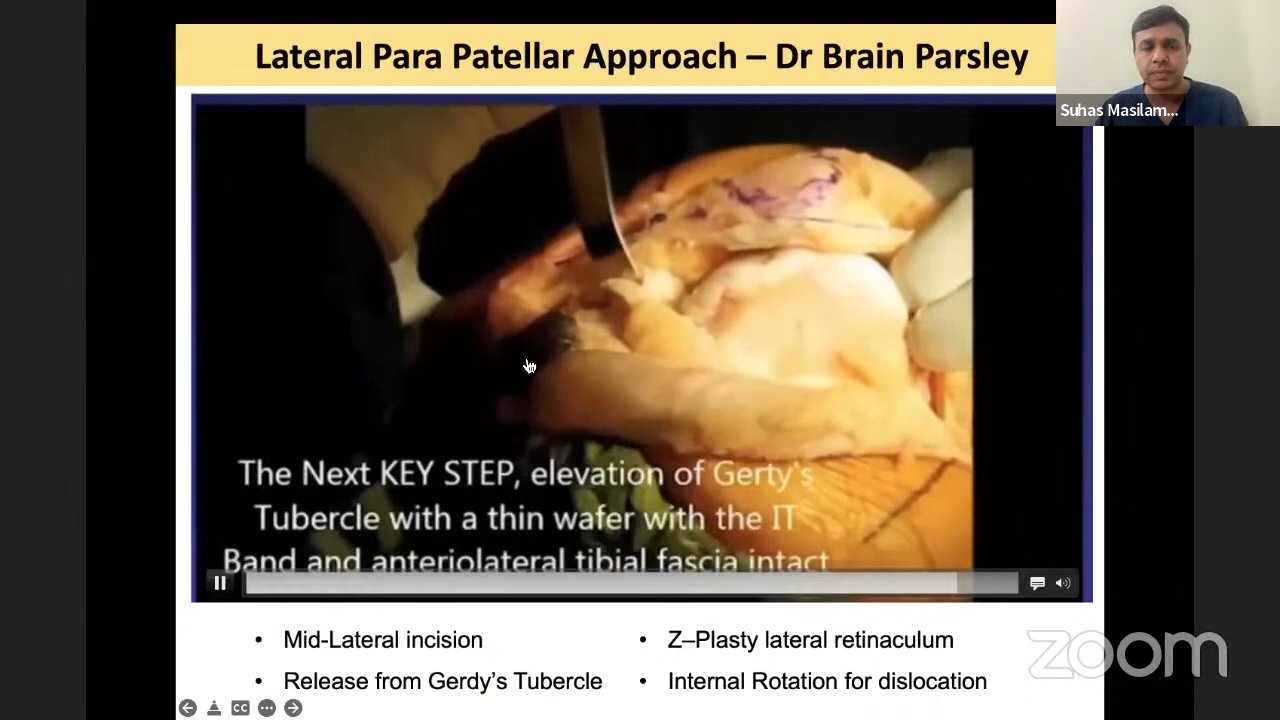 Lateral Para Patellar Approach – Dr Brain Parsley
Suhas Masilam...
The Next KEY STEP, elevation of Gerty's
Tubercle with a thin wafer with the IT
Band and anteriolateral tibial fascia intact
• Mid-Lateral incision
• Release from Gerdy's Tubercle
• Z–Plasty lateral retinaculum
• Internal Rotation for dislocation
zoom
CC